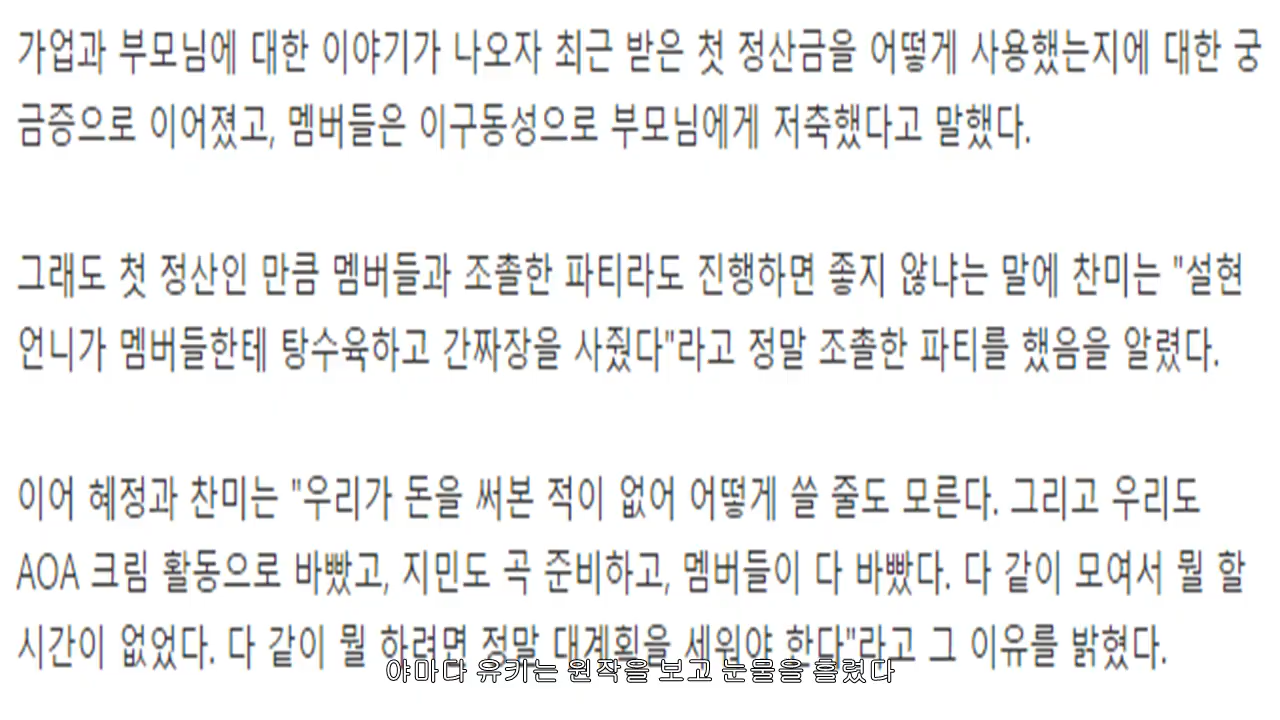 가업과 부모님에 대한 이야기가 나오자 최근 받은 첫 정산금을 어떻게 사용했는지에 대한 궁
금증으로 이어졌고, 멤버들은 이구동성으로 부모님에게 저축했다고 말했다.
그래도 첫 정산인 만큼 멤버들과 조촐한 파티라도 진행하면 좋지 않냐는 말에 찬미는 "설현
언니가 멤버들한테 탕수육하고 간짜장을 사줬다"라고 정말 조촐한 파티를 했음을 알렸다.
이어 혜정과 찬미는 "우리가 돈을 써본 적이 없어 어떻게 쓸 줄도 모른다. 그리고 우리도
AOA 크림 활동으로 바빴고, 지민도 곡 준비하고, 멤버들이 다 바빴다. 다 같이 모여서 뭘 할
시간이 없었다. 다 같이 뭘 하려면 정말 대계획을 세워야 한다"라고 그 이유를 밝혔다.
야마다 유키는 원작을 보고 눈물을 흘렸다